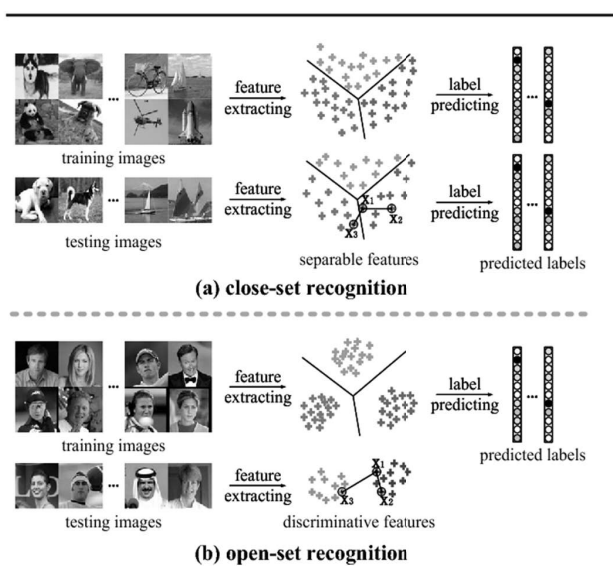 feature
extracting
label
predicting
...
...
training images
feature
extracting
label
predicting
...
X1
X2
X3
...
testing images
separable features
predicted labels
(a) close-set recognition
...
feature
extracting
label
predicting
...
training images
predicted labels
...
feature
extracting
X1
X2
X3
testing images
discriminative features
(b) open-set recognition